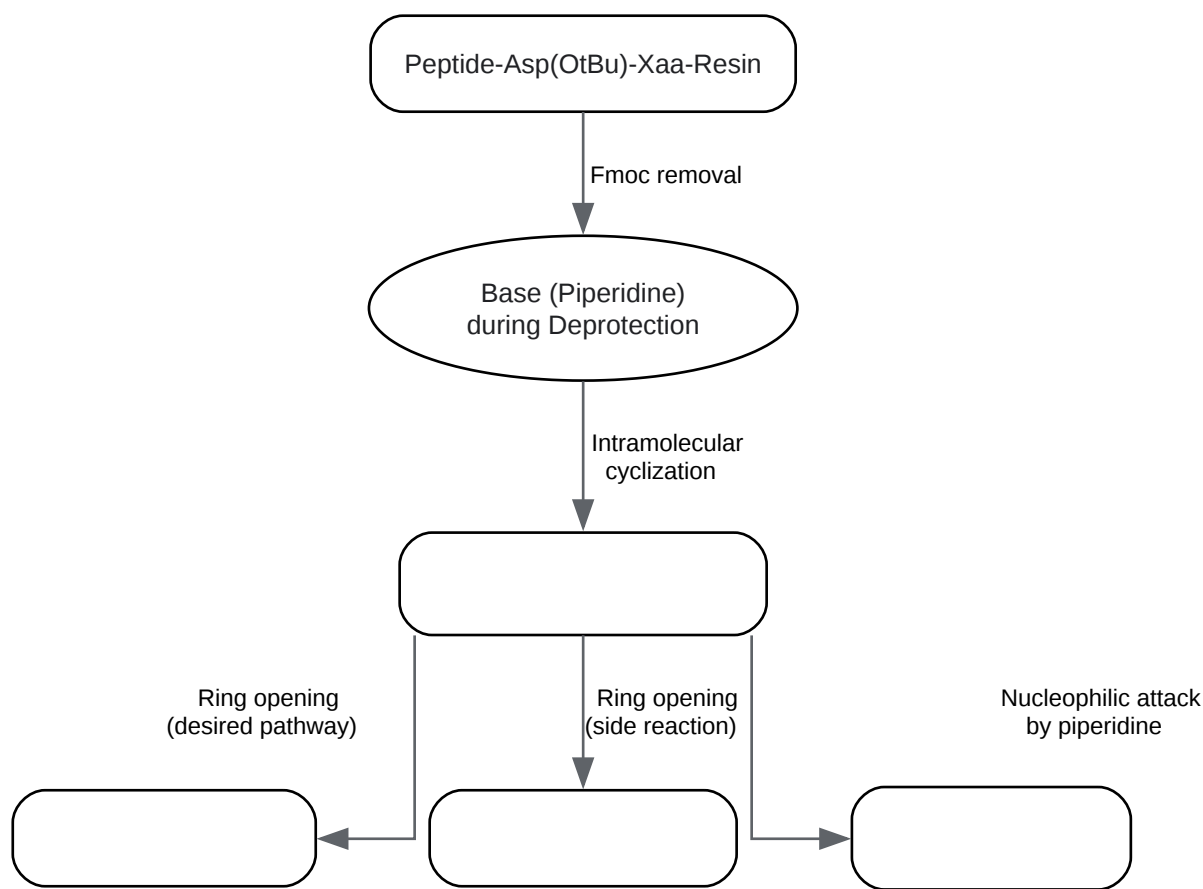 Peptide-Asp(OtBu)-Xaa-Resin
Fmoc removal
Base (Piperidine)
during Deprotection
Intramolecular
cyclization
Ring opening
(desired pathway)
Ring opening
(side reaction)
Nucleophilic attack
by piperidine